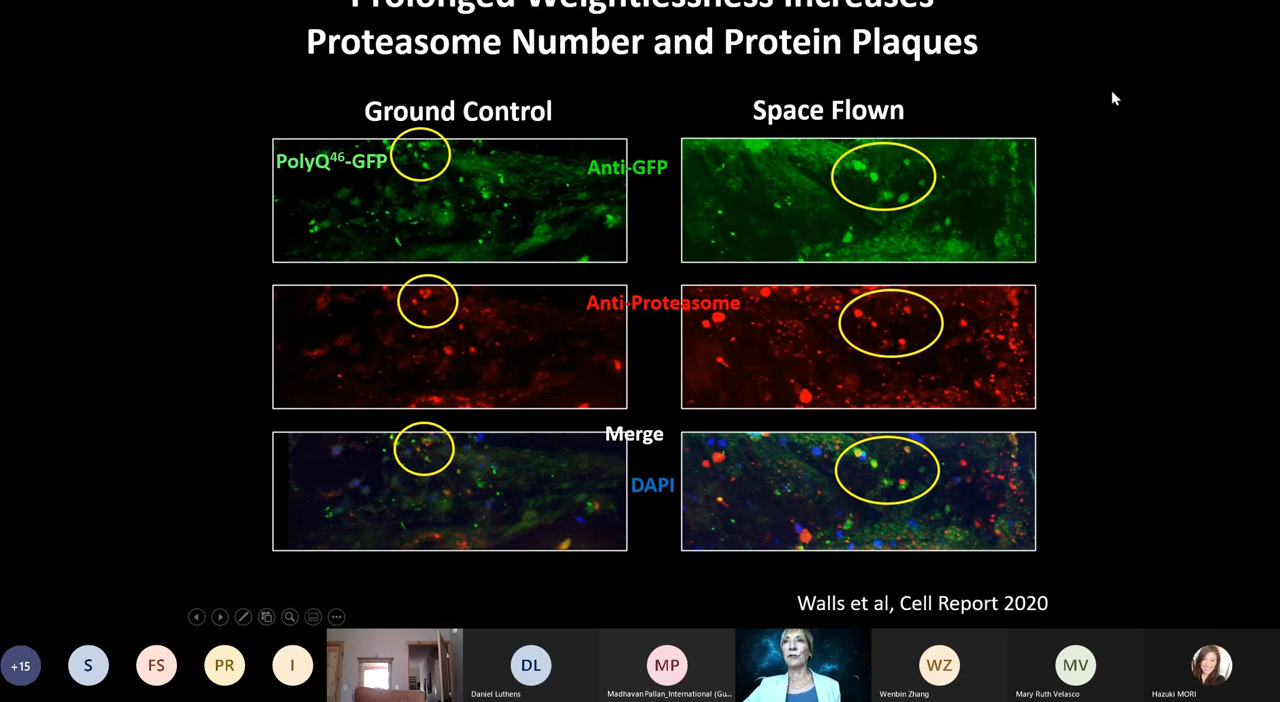 Prolonged Weightlessness Increases
Proteasome Number and Protein Plaques
Ground Control
Space Flown
PolyQ46-GFP
Anti-GFP
Anti-Proteasome
Merge
DAPI
Walls et al, Cell Report 2020
+15
S
FS
PR
I
DL
MP
WZ
MV
Daniel Luthens
MadhavanPallan_International (Gu...
Wenbin Zhang
Mary Ruth Velasco
Hazuki MORI